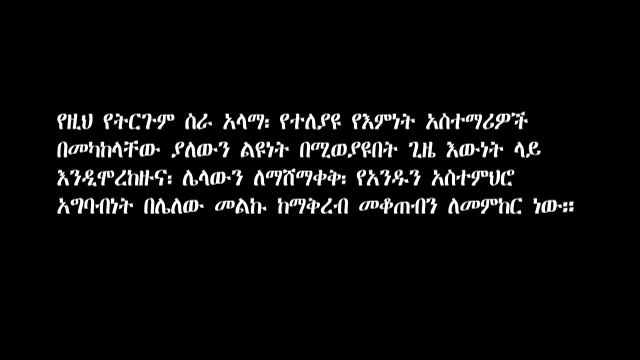 የዚህ የትርጉም ስራ አላማ፡ የተለያዩ የእምነት አስተማሪዎች
በመካከላቸው ያለውን ልዩነት በሚወያዩበት ጊዜ እውነት ላይ
እንዲሞረከዙና፡ ሌላውን ለማሸማቀቅ፡ የአንዱን አስተምህሮ
አግባብነት በሌለው መልኩ ከማቅረብ መቆጠብን ለመምከር ነው።